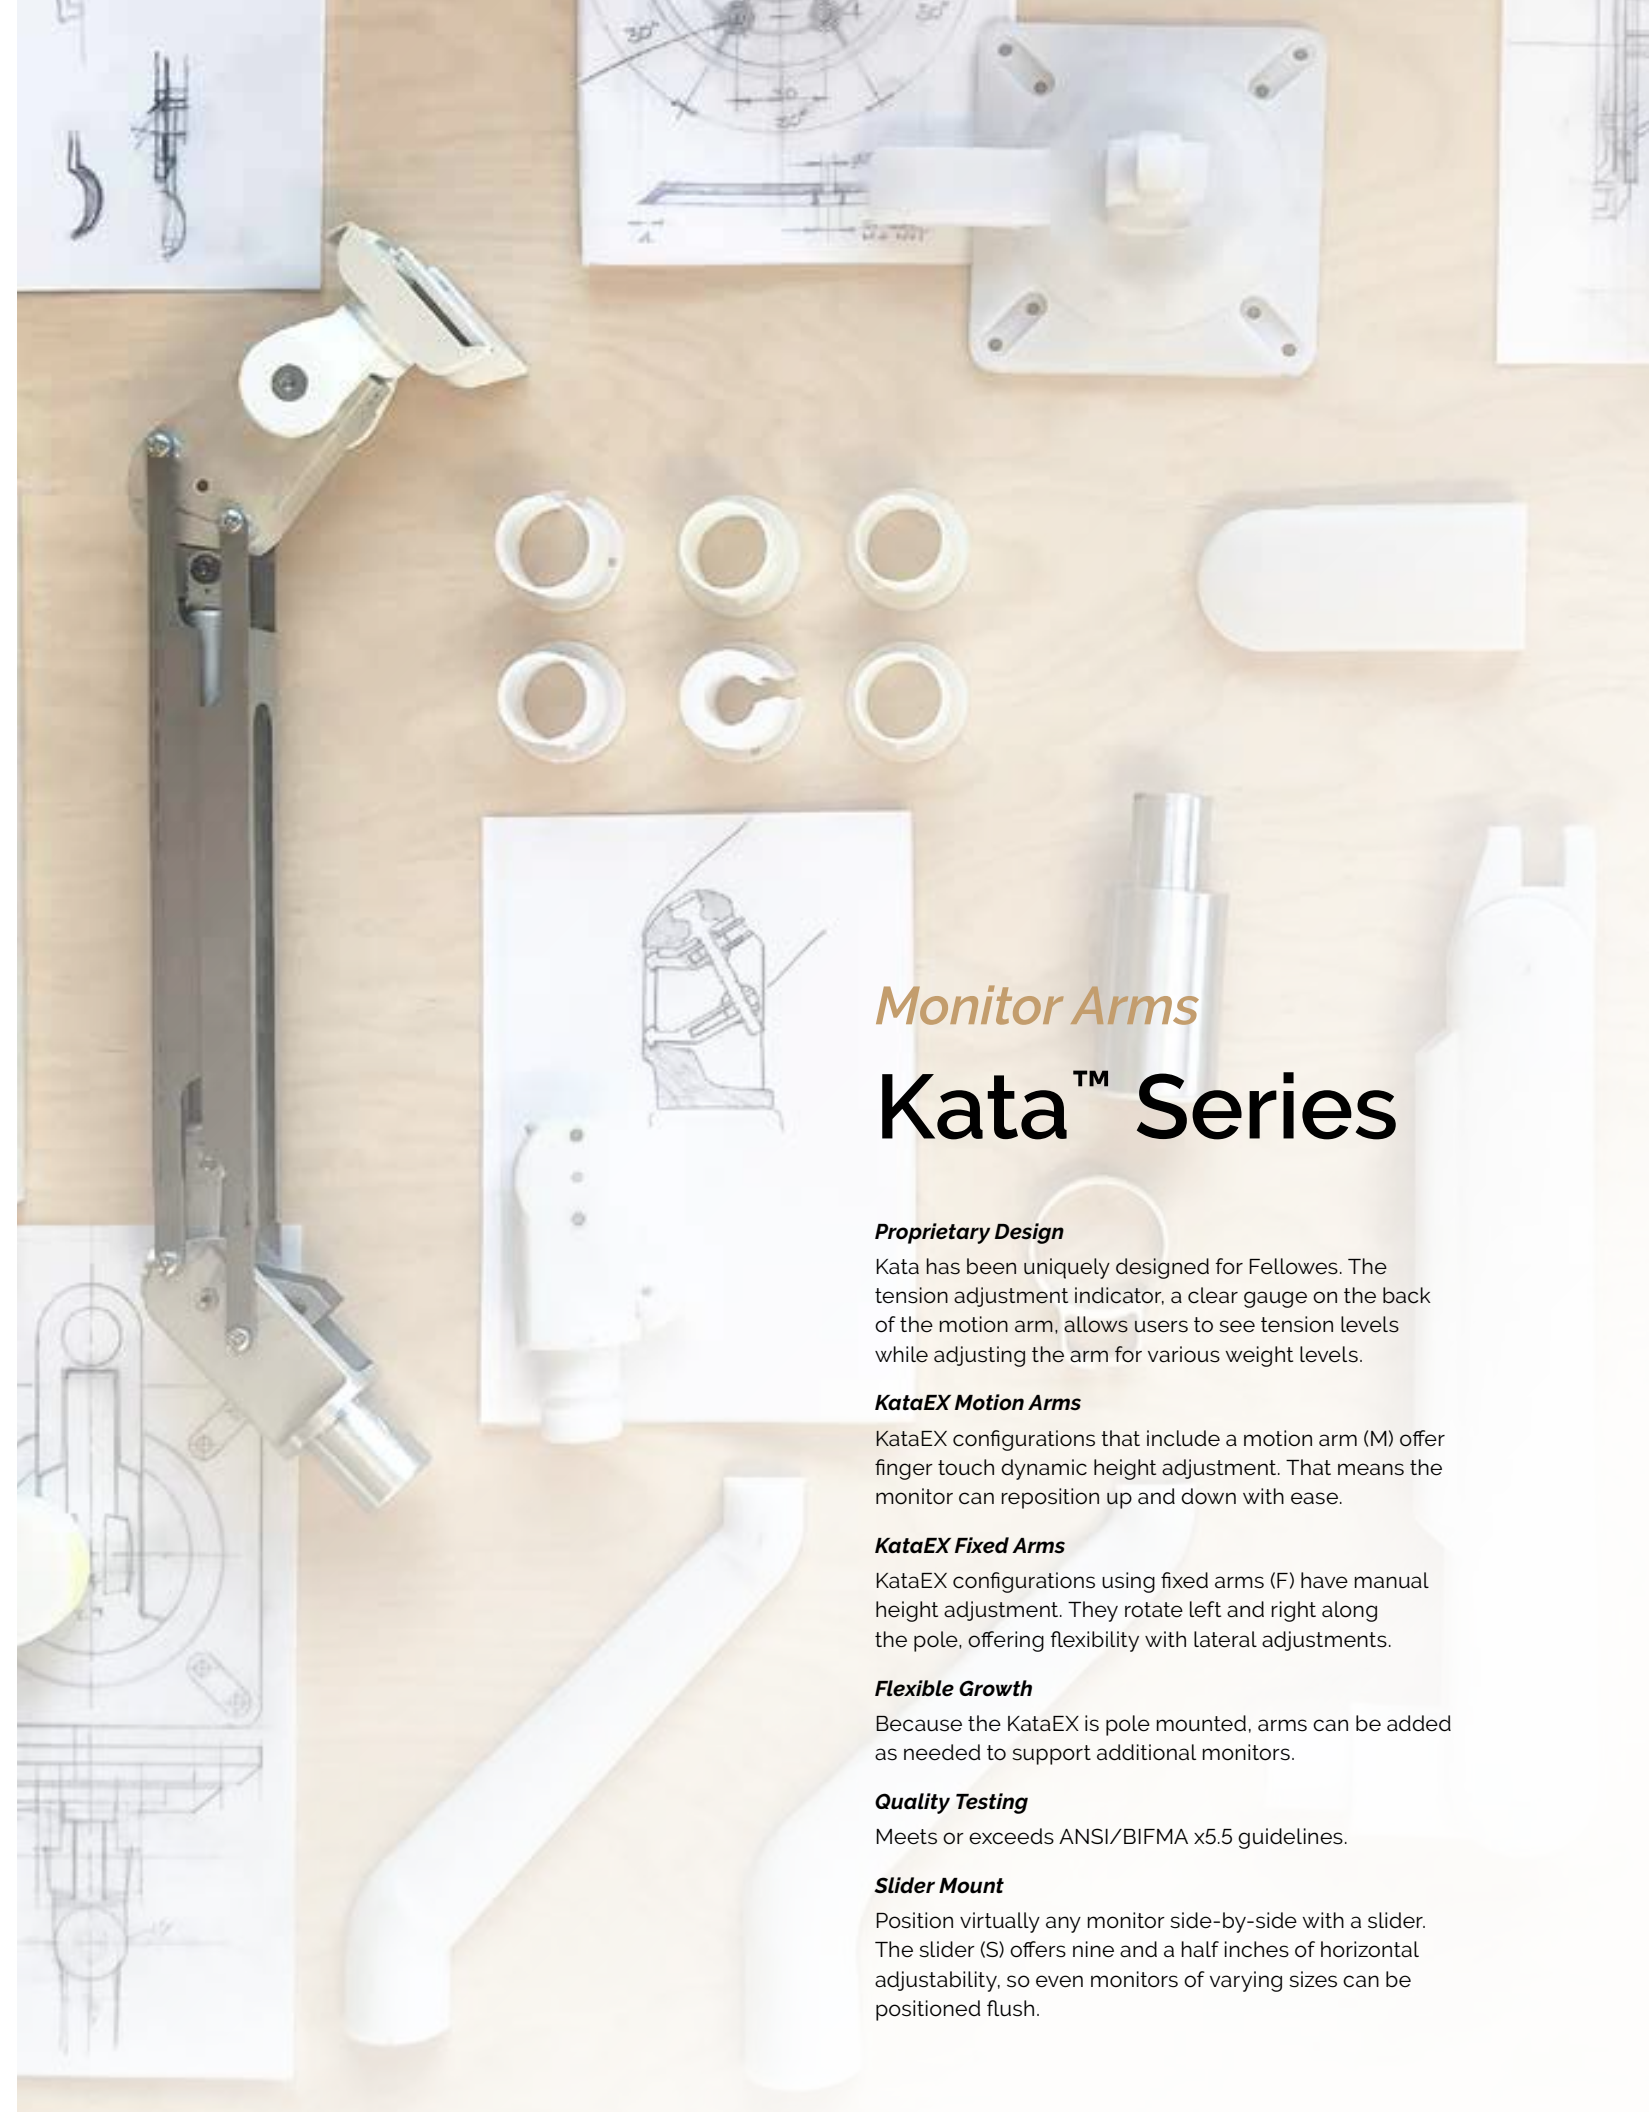 30°
30°
30
30°
Monitor Arms
Kata™ Series
Proprietary Design
Kata has been uniquely designed for Fellowes. The
tension adjustment indicator, a clear gauge on the back
of the motion arm, allows users to see tension levels
while adjusting the arm for various weight levels.
KataEX Motion Arms
KataEX configurations that include a motion arm (M) offer
finger touch dynamic height adjustment. That means the
monitor can reposition up and down with ease.
KataEX Fixed Arms
KataEX configurations using fixed arms (F) have manual
height adjustment. They rotate left and right along
the pole, offering flexibility with lateral adjustments.
Flexible Growth
Because the KataEX is pole mounted, arms can be added
as needed to support additional monitors.
Quality Testing
Meets or exceeds ANSI/BIFMA x5.5 guidelines.
Slider Mount
Position virtually any monitor side-by-side with a slider.
The slider (S) offers nine and a half inches of horizontal
adjustability, so even monitors of varying sizes can be
positioned flush.